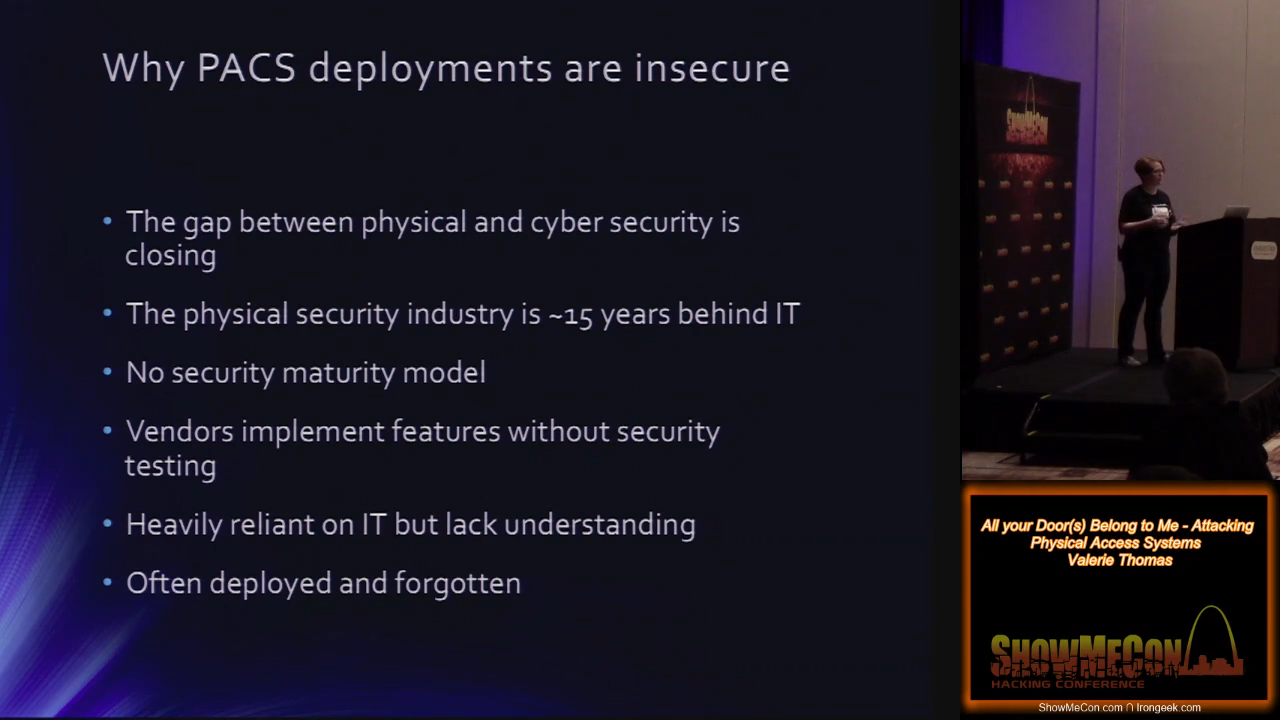 Why PACS deployments are insecure
• The gap between physical and cyber security is
closing
• The physical security industry is ~15 years behind IT
• No security maturity model
• Vendors implement features without security
testing
• Heavily reliant on IT but lack understanding
• Often deployed and forgotten
SHOWMECON
All your Door(s) Belong to Me - Attacking
Physical Access Systems
Valerie Thomas
SHOWMECON
HACKING CONFERENCE
ShowMeCon.com ∩ Irongeek.com